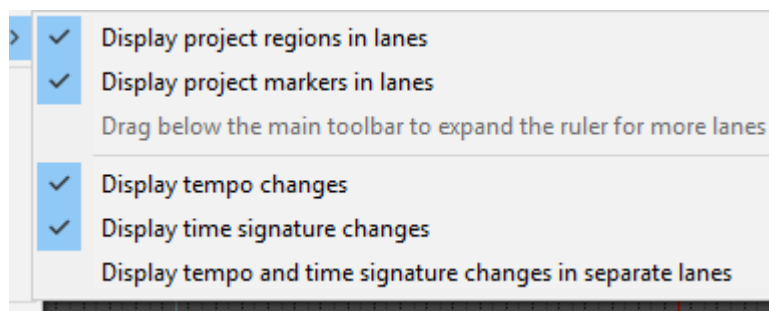 Display project regions in lanes
Display project markers in lanes
Drag below the main toolbar to expand the ruler for more lanes
Display tempo changes
Display time signature changes
Display tempo and time signature changes in separate lanes